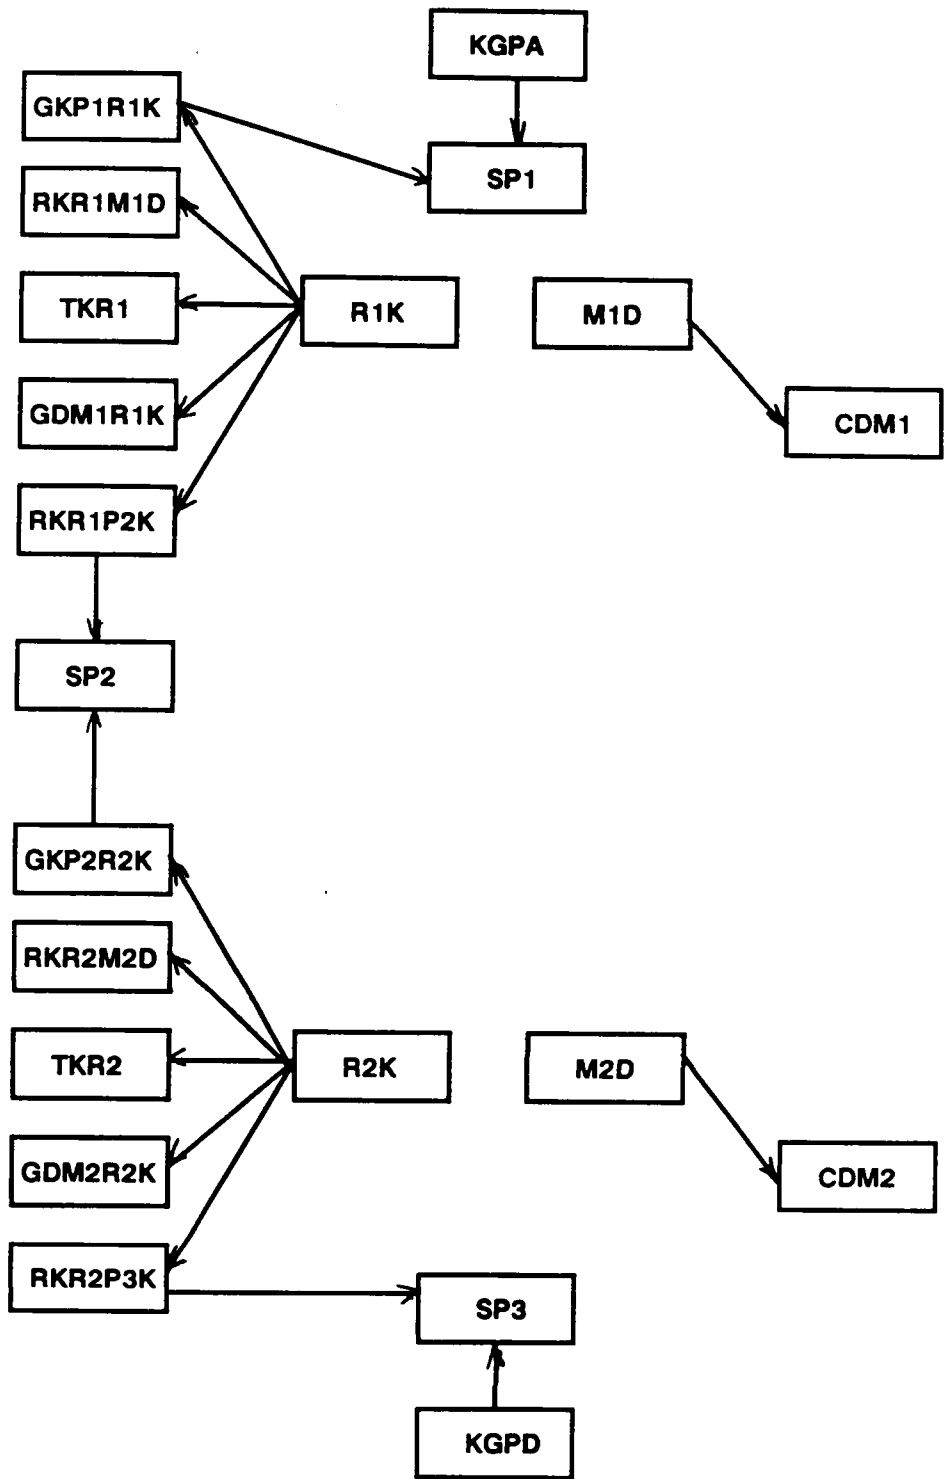 KGPA
GKP1R1K
SP1
RKR1M1D
TKR1
R1K
M1D
GDM1R1K
CDM1
RKR1P2K
SP2
GKP2R2K
RKR2M2D
TKR2
R2K
M2D
GDM2R2K
CDM2
RKR2P3K
SP3
KGPD